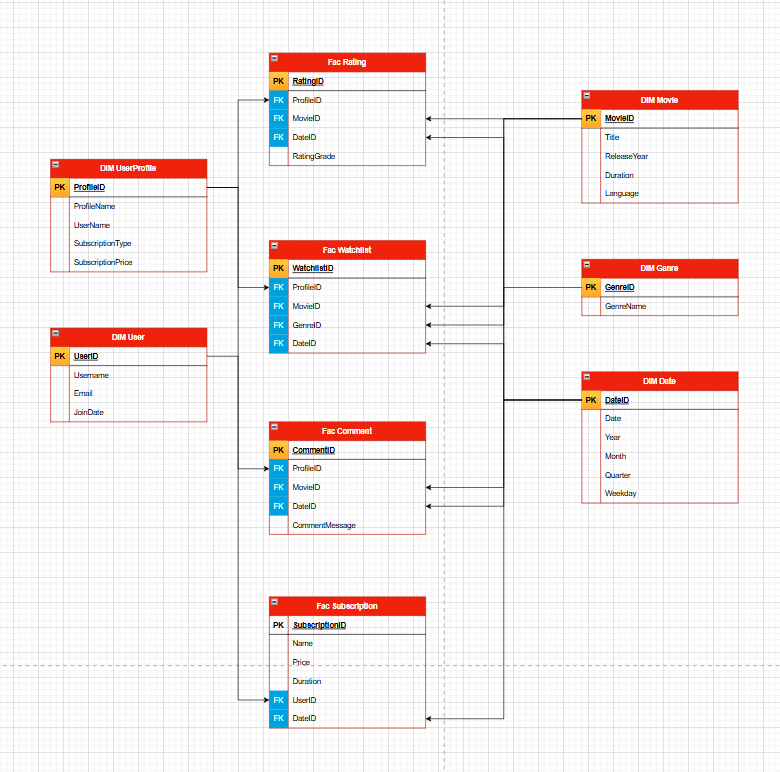 Fac Rating
PK RatingID
FK ProfileID
FK MovieID
FK DateID
RatingGrade
DIM Movie
PK MovieID
Title
ReleaseYear
Duration
Language
DIM UserProfile
PK ProfileID
ProfileName
UserName
SubscriptionType
SubscriptionPrice
Fac Watchlist
PK WatchlistID
FK ProfileID
FK MovieID
FK GenreID
FK DateID
DIM Genre
PK GenreID
GenreName
DIM User
PK UserID
Username
Email
JoinDate
DIM Date
PK DateID
Date
Year
Month
Quarter
Weekday
Fac Comment
PK CommentID
FK ProfileID
FK MovieID
FK DateID
CommentMessage
Fac Subscription
PK SubscriptionID
Name
Price
Duration
FK UserID
FK DateID